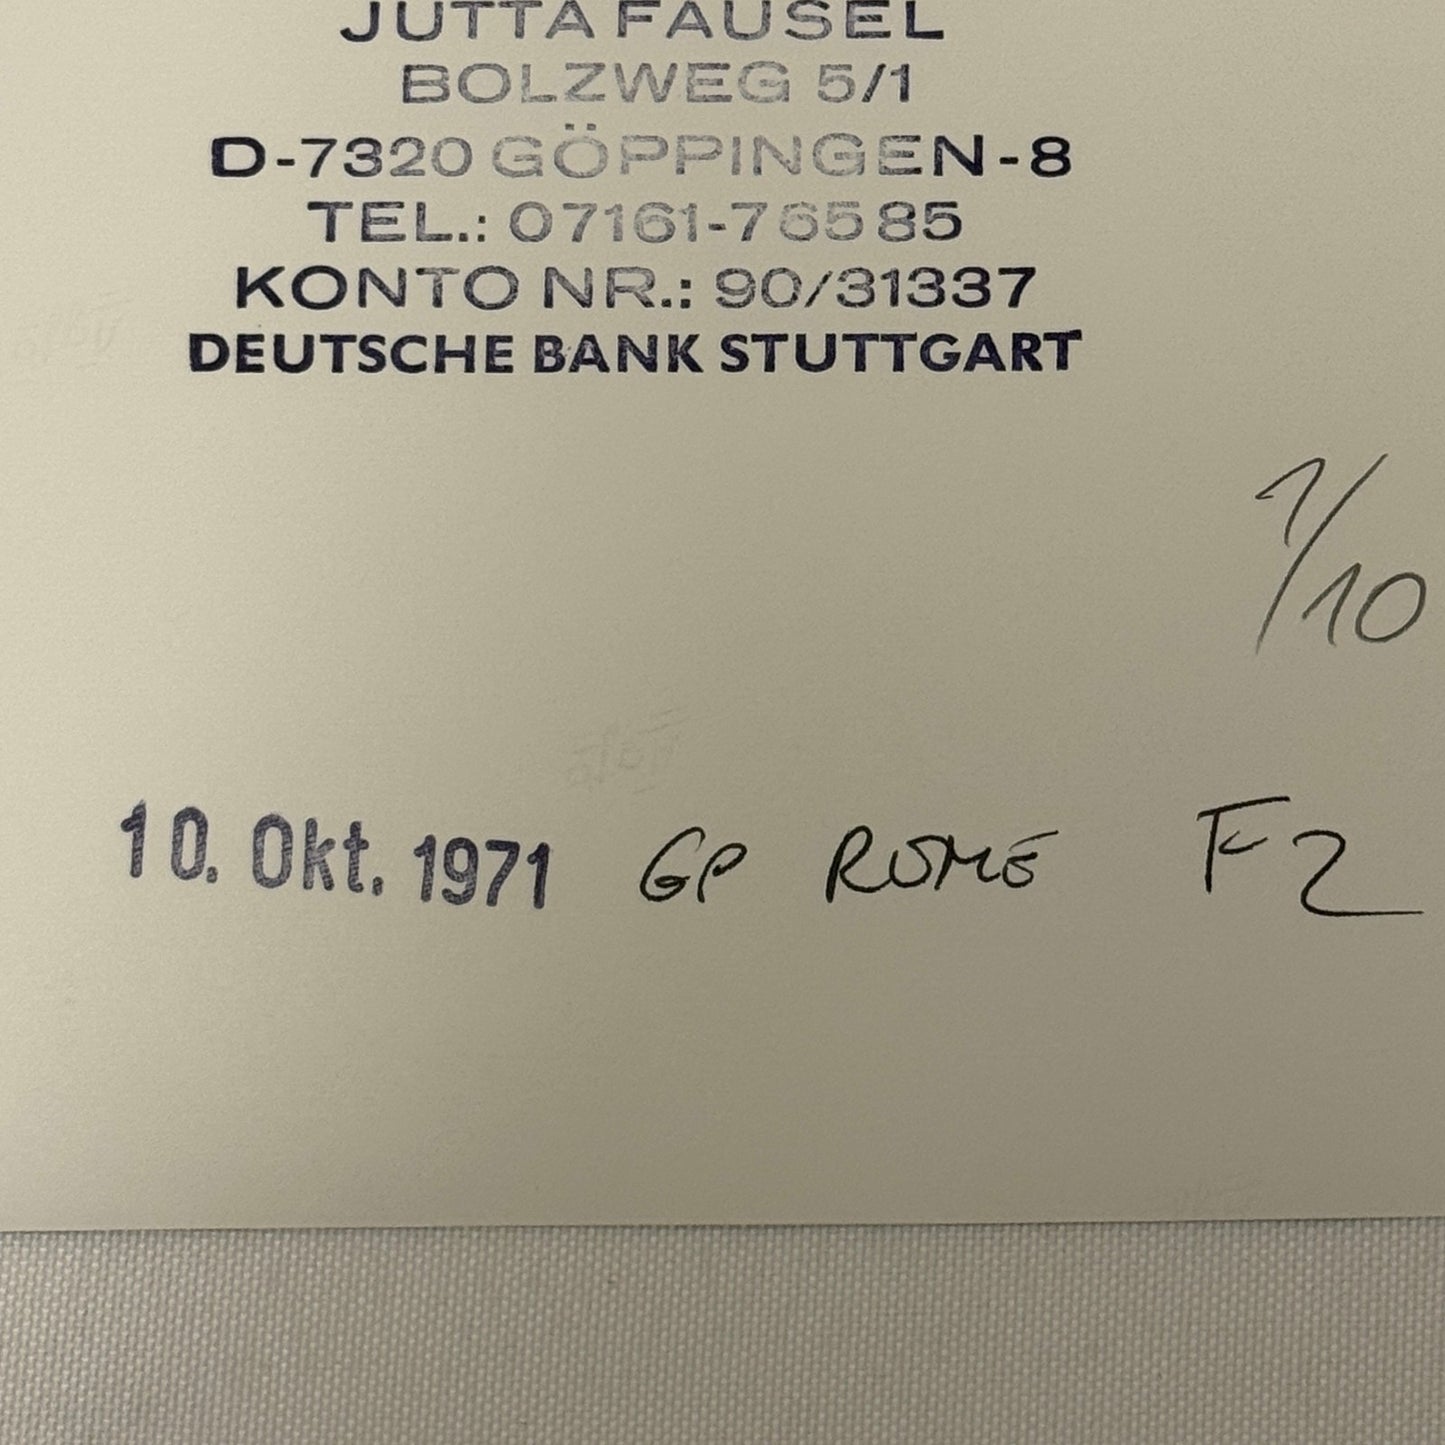 JUTTA FAUSEL
BOLZWEG 5/1
D-7320 GÖPPINGEN-8
TEL.: 07161-76585
KONTO NR.: 90/31337
DEUTSCHE BANK STUTTGART
1/10
10. Okt. 1971 GP ROME F2